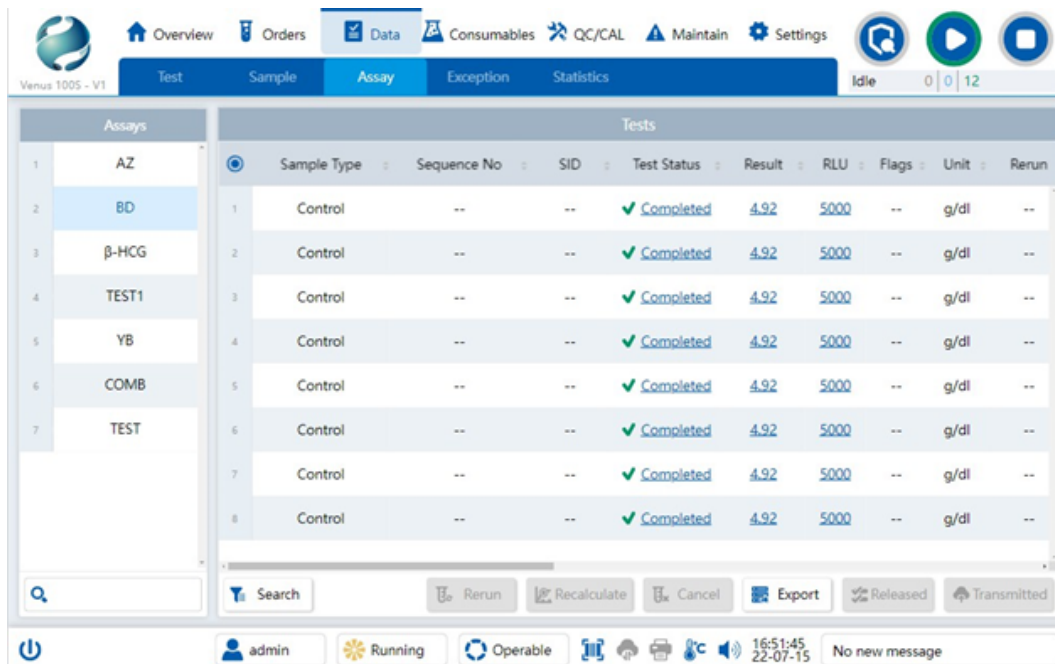 Overview Orders Data Consumables QC/CAL Maintain Settings
Venus 100S - V1 Test Sample Assay Exception Statistics Idle 0 0 12
Assays Tests
Sample Type Sequence No SID Test Status Result RLU Flags Unit Rerun
1 AZ
2 BD
3 β-HCG
4 TEST1
5 YB
6 COMB
7 TEST
1 Control -- -- Completed 4.92 5000 -- g/dl --
2 Control -- -- Completed 4.92 5000 -- g/dl --
3 Control -- -- Completed 4.92 5000 -- g/dl --
4 Control -- -- Completed 4.92 5000 -- g/dl --
5 Control -- -- Completed 4.92 5000 -- g/dl --
6 Control -- -- Completed 4.92 5000 -- g/dl --
7 Control -- -- Completed 4.92 5000 -- g/dl --
8 Control -- -- Completed 4.92 5000 -- g/dl --
Search Rerun Recalculate Cancel Export Released Transmitted
admin Running Operable °C 16:51:45 No new message
22-07-15